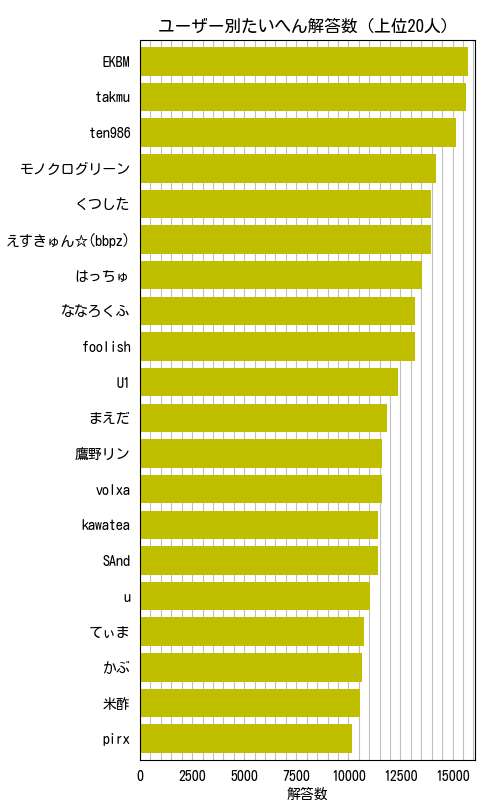 ユーザー別たいへん解答数（上位20人）
EKBM
takmu
ten986
モノクログリーン
くつした
えすきゅん☆(bbpz)
はっちゅ
ななろくふ
foolish
U1
まえだ
鷹野リン
volxa
kawatea
SAnd
u
てぃま
かぶ
米酢
pirx
0 2500 5000 7500 10000 12500 15000
解答数